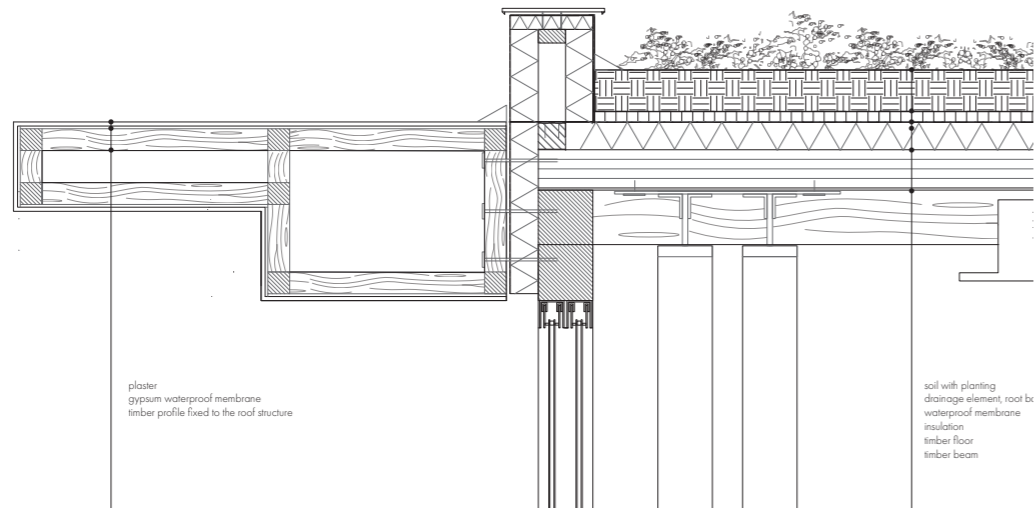 plaster
gypsum waterproof membrane
timber profile fixed to the roof structure
soil with planting
drainage element, root
waterproof membrane
insulation
timber floor
timber beam